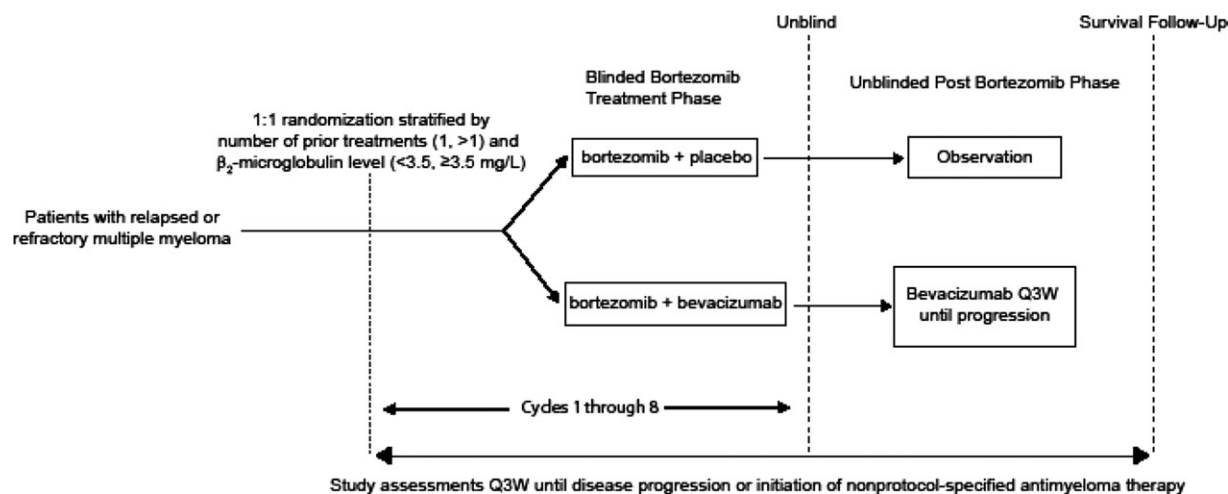 Unblind
Survival Follow-Up
Blinded Bortezomib
Treatment Phase
Unblinded Post Bortezomib Phase
1:1 randomization stratified by
number of prior treatments (1, >1) and
β₂-microglobulin level (<3.5, ≥3.5 mg/L)
bortezomib + placebo
Observation
Patients with relapsed or
refractory multiple myeloma
bortezomib + bevacizumab
Bevacizumab Q3W
until progression
Cycles 1 through 8
Study assessments Q3W until disease progression or initiation of nonprotocol-specified antimyeloma therapy